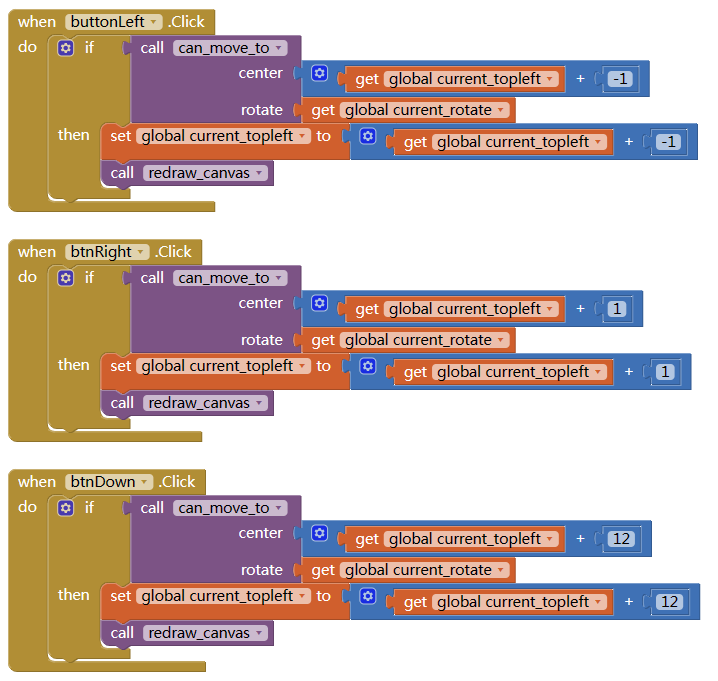 when buttonLeft .Click
do if call can_move_to
center get global current_topleft + -1
rotate get global current_rotate
then set global current_topleft to get global current_topleft + -1
call redraw_canvas
when btnRight .Click
do if call can_move_to
center get global current_topleft + 1
rotate get global current_rotate
then set global current_topleft to get global current_topleft + 1
call redraw_canvas
when btnDown .Click
do if call can_move_to
center get global current_topleft + 12
rotate get global current_rotate
then set global current_topleft to get global current_topleft + 12
call redraw_canvas